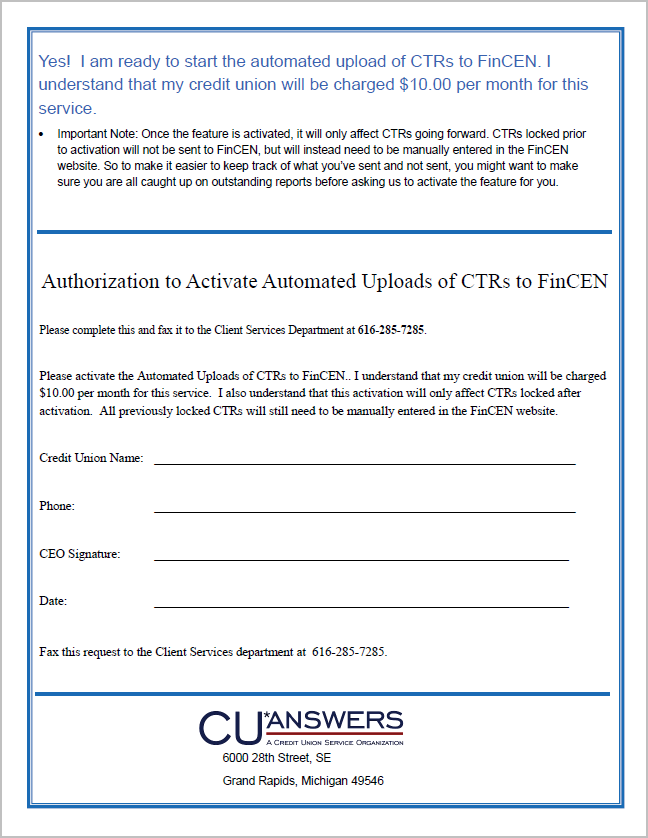 Yes!  I am ready to start the automated upload of CTRs to FinCEN. I
understand that my credit union will be charged $10.00 per month for this
service.
• Important Note: Once the feature is activated, it will only affect CTRs going forward. CTRs locked prior
to activation will not be sent to FinCEN, but will instead need to be manually entered in the FinCEN
website. So to make it easier to keep track of what you've sent and not sent, you might want to make
sure you are all caught up on outstanding reports before asking us to activate the feature for you.
Authorization to Activate Automated Uploads of CTRs to FinCEN
Please complete this and fax it to the Client Services Department at 616-285-7285.
Please activate the Automated Uploads of CTRs to FinCEN.. I understand that my credit union will be charged
$10.00 per month for this service.  I also understand that this activation will only affect CTRs locked after
activation.  All previously locked CTRs will still need to be manually entered in the FinCEN website.
Credit Union Name:
Phone:
CEO Signature:
Date:
Fax this request to the Client Services department at  616-285-7285.
CU*ANSWERS
A CREDIT UNION SERVICE ORGANIZATION
6000 28th Street, SE
Grand Rapids, Michigan 49546